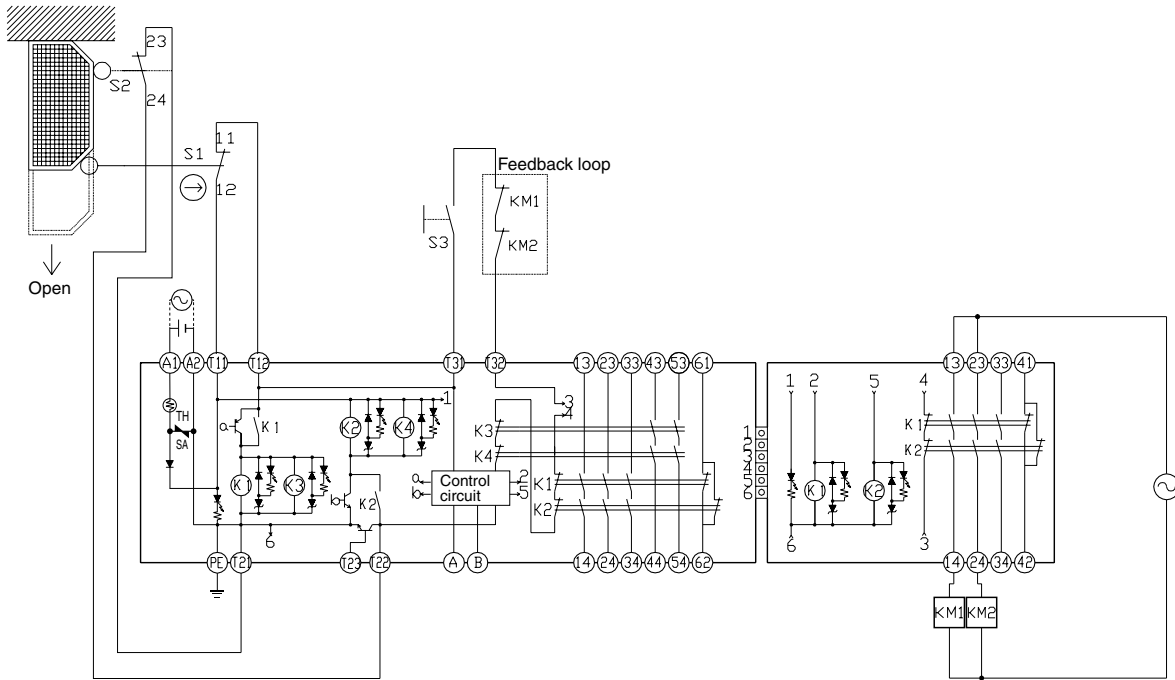 23
S2
24
11
S1
12
Open
Feedback loop
KM1
S3
KM2
A1 A2 T11 T12 T31 T32 13 23 33 43 53 61
13 23 33 41
TH
SA
a
K1
K2
K4
1
3
4
K3
K4
K1
K3
b
K2
a
b
Control
circuit
2
5
K1
K2
6
1
2
3
4
5
6
1 2 5 4
K1
K2
K1
K2
6
3
PE T21 T23 T22 A B 14 24 34 44 54 62
14 24 34 42
KM1 KM2